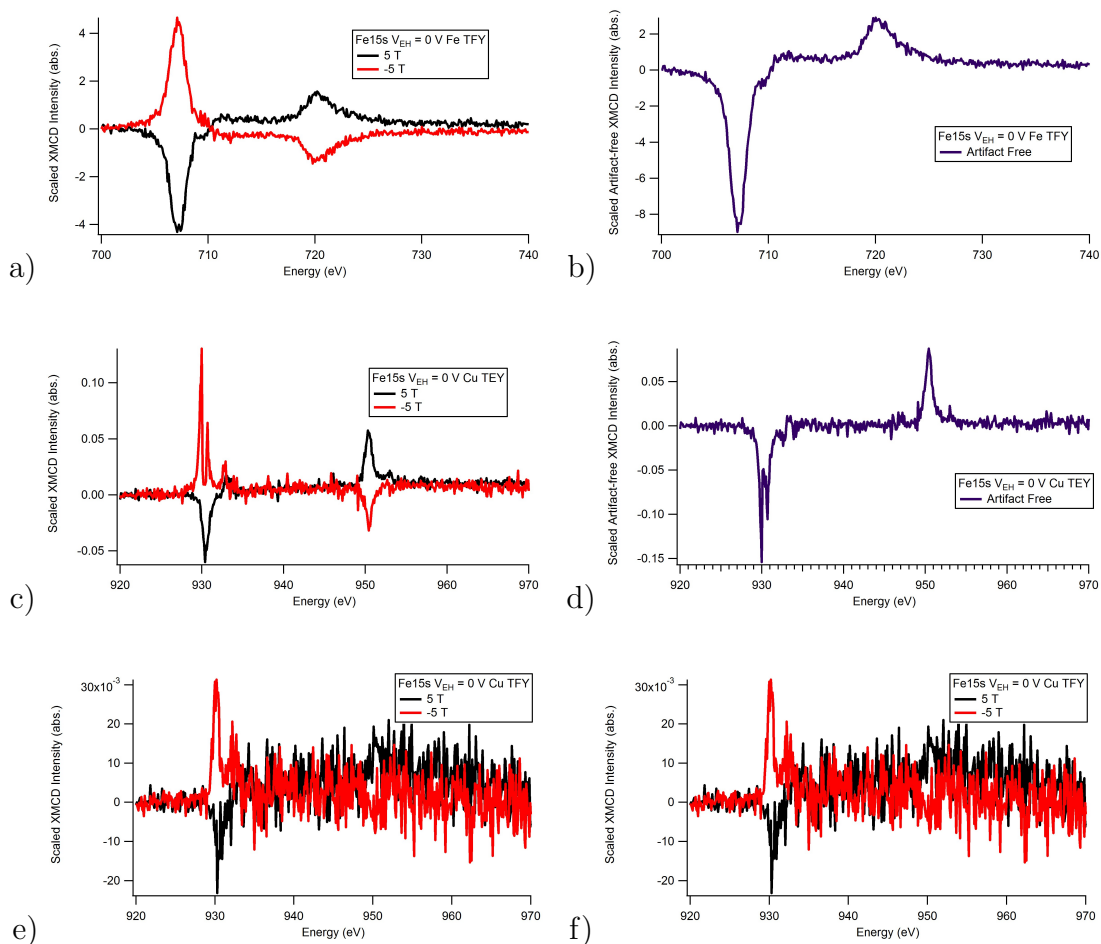 Scaled XMCD Intensity (abs.)
4
2
0
-2
-4
Fe15s V_EH = 0 V Fe TFY
5 T
-5 T
700
710
720
730
740
Energy (eV)
a)
Scaled Artifact-free XMCD Intensity (abs.)
2
0
-2
-4
-6
-8
Fe15s V_EH = 0 V Fe TFY
Artifact Free
700
710
720
730
740
Energy (eV)
b)
Scaled XMCD Intensity (abs.)
0.10
0.05
0.00
-0.05
Fe15s V_EH = 0 V Cu TEY
5 T
-5 T
920
930
940
950
960
970
Energy (eV)
c)
Scaled Artifact-free XMCD Intensity (abs.)
0.05
0.00
-0.05
-0.10
-0.15
Fe15s V_EH = 0 V Cu TEY
Artifact Free
920
930
940
950
960
970
Energy (eV)
d)
Scaled XMCD Intensity (abs.)
30x10^-3
20
10
0
-10
-20
Fe15s V_EH = 0 V Cu TFY
5 T
-5 T
920
930
940
950
960
970
Energy (eV)
e)
Scaled XMCD Intensity (abs.)
30x10^-3
20
10
0
-10
-20
Fe15s V_EH = 0 V Cu TFY
5 T
-5 T
920
930
940
950
960
970
Energy (eV)
f)